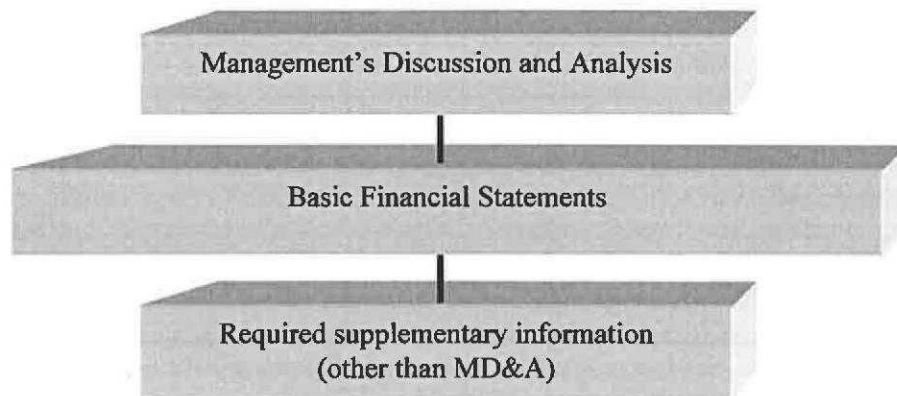 Management's Discussion and Analysis
Basic Financial Statements
Required supplementary information
(other than MD&A)